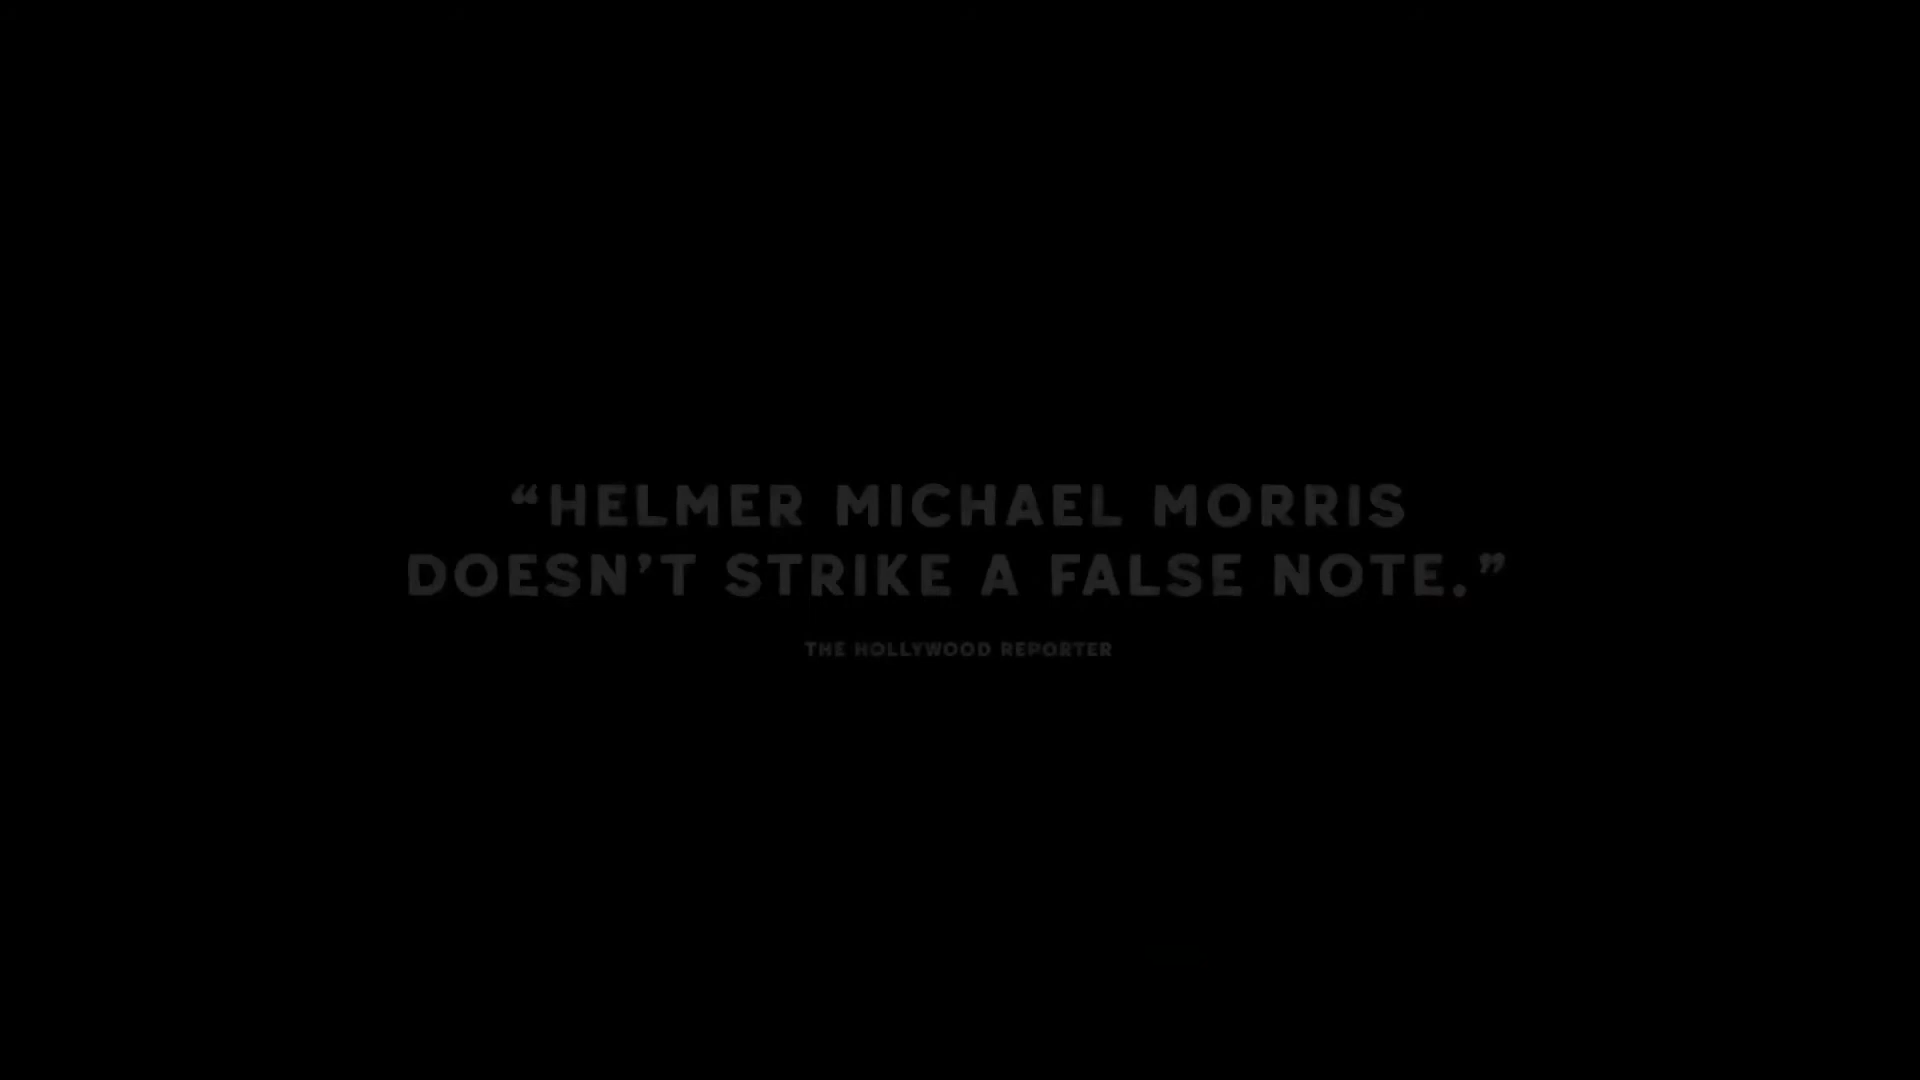 “HELMER MICHAEL MORRIS
DOESN’T STRIKE A FALSE NOTE.”
THE HOLLYWOOD REPORTER